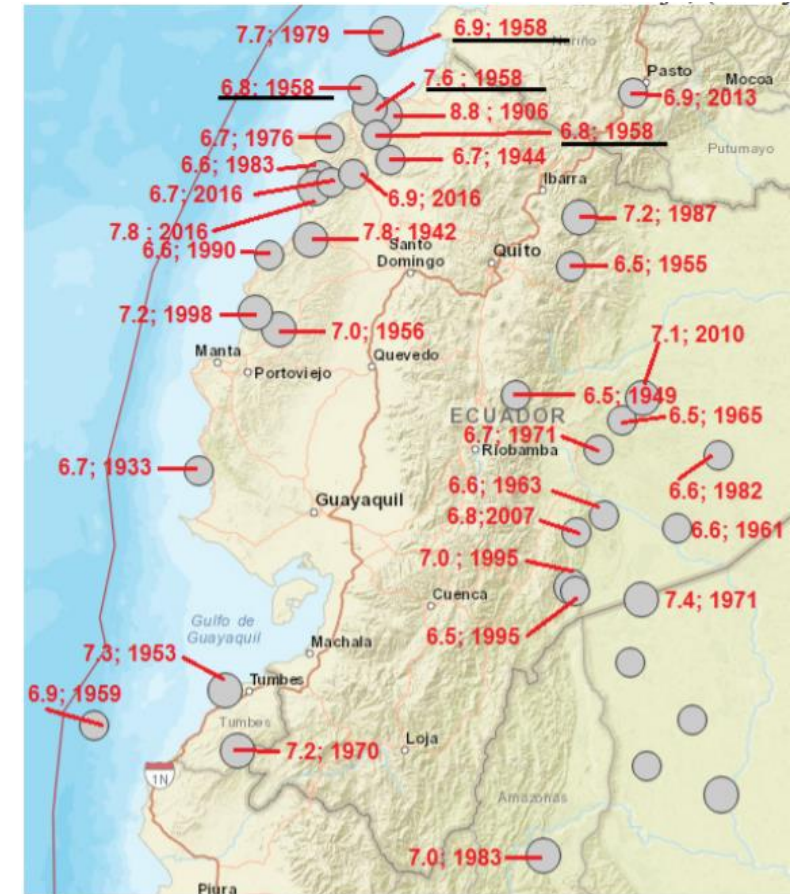 7.7; 1979
6.9; 1958
Nariño
6.8; 1958
7.6 ; 1958
Pasto
Mocoa
8.8 ; 1906
6.9; 2013
6.7; 1976
6.8; 1958
6.7; 1944
Putumayo
6.6; 1983
6.7; 2016
6.9; 2016
Ibarra
7.8 ; 2016
7.8; 1942
7.2; 1987
6.6; 1990
Santo
Domingo
Quito
6.5; 1955
7.2; 1998
7.0; 1956
7.1; 2010
Manta
Portoviejo
Quevedo
6.5; 1949
ECUADOR
6.5; 1965
6.7; 1971
Ríobamba
6.7; 1933
6.6; 1982
6.6; 1963
Guayaquil
6.8;2007
6.6; 1961
7.0 ; 1995
Cuenca
7.4; 1971
Gulfo de
Guayaquil
6.5; 1995
Machala
7.3; 1953
Tumbes
6.9; 1959
Tumbes
Loja
7.2; 1970
1N
Amazonas
7.0; 1983
Piura